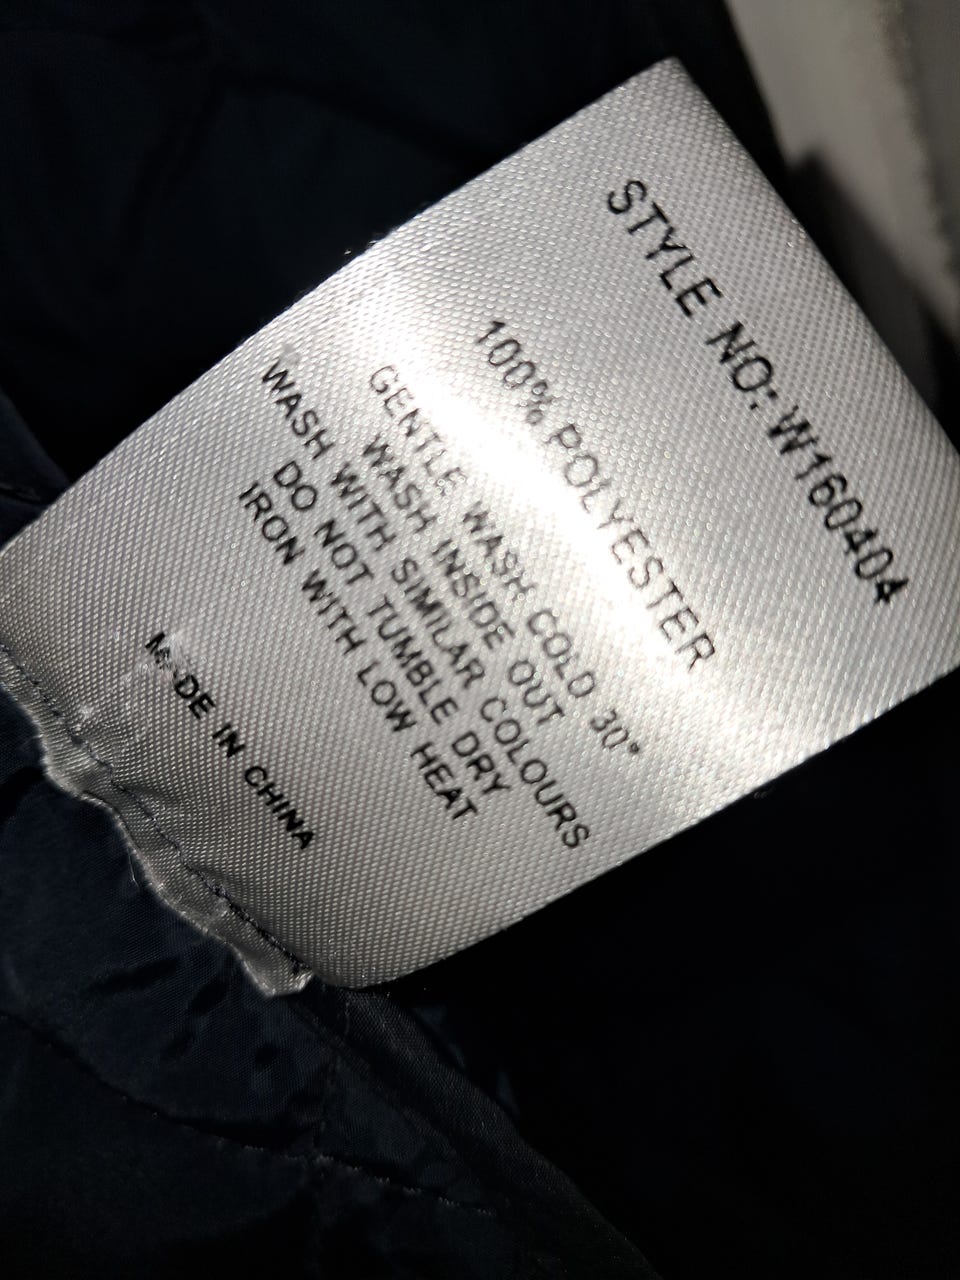 STYLE NO: W160404
100% POLYESTER
GENTLE WASH COLD 30°
WASH INSIDE OUT
WASH WITH SIMILAR COLOURS
DO NOT TUMBLE DRY
IRON WITH LOW HEAT
MADE IN CHINA